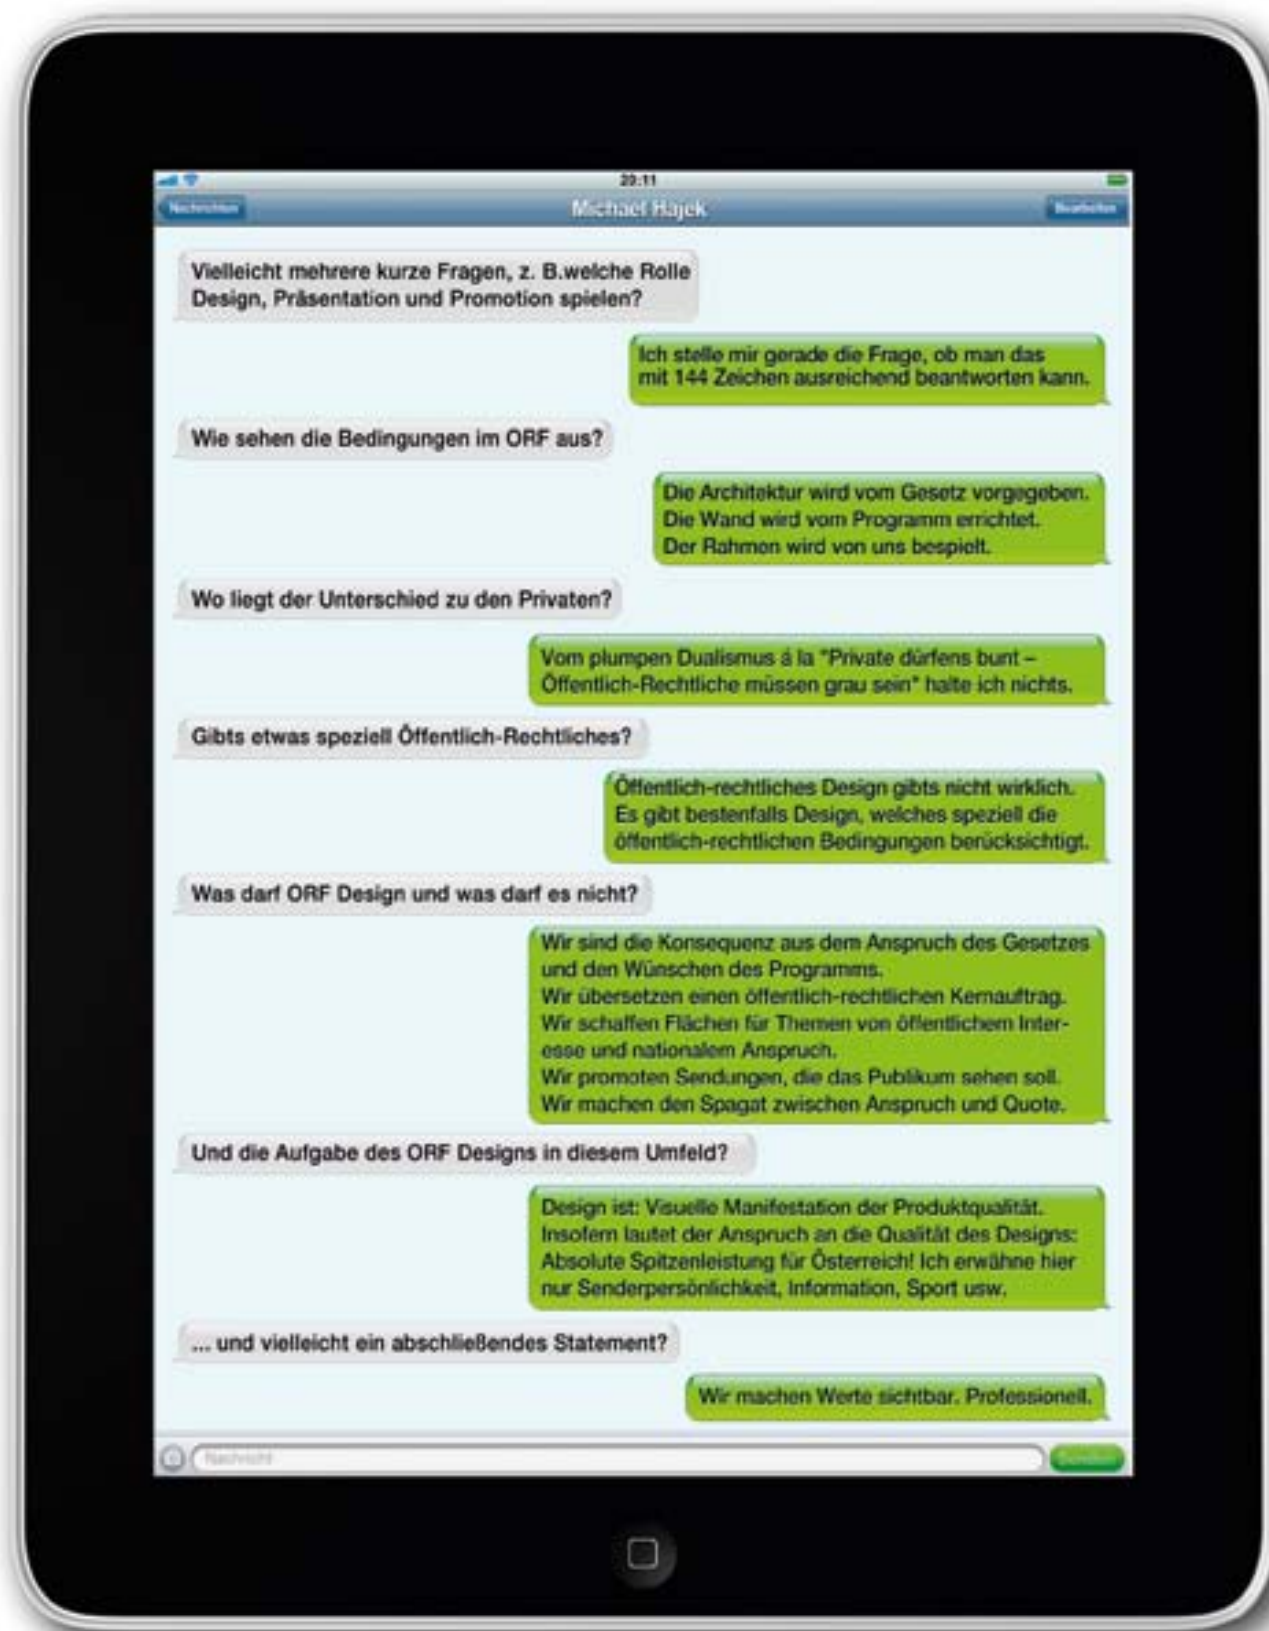 20:11
Nachrichten
Michael Hajek
Bearbeiten
Vielleicht mehrere kurze Fragen, z. B.welche Rolle
Design, Präsentation und Promotion spielen?
Ich stelle mir gerade die Frage, ob man das
mit 144 Zeichen ausreichend beantworten kann.
Wie sehen die Bedingungen im ORF aus?
Die Architektur wird vom Gesetz vorgegeben.
Die Wand wird vom Programm errichtet.
Der Rahmen wird von uns bespielt.
Wo liegt der Unterschied zu den Privaten?
Vom plumpen Dualismus á la "Private dürfens bunt –
Öffentlich-Rechtliche müssen grau sein" halte ich nichts.
Gibts etwas speziell Öffentlich-Rechtliches?
Öffentlich-rechtliches Design gibts nicht wirklich.
Es gibt bestenfalls Design, welches speziell die
öffentlich-rechtlichen Bedingungen berücksichtigt.
Was darf ORF Design und was darf es nicht?
Wir sind die Konsequenz aus dem Anspruch des Gesetzes
und den Wünschen des Programms.
Wir übersetzen einen öffentlich-rechtlichen Kernauftrag.
Wir schaffen Flächen für Themen von öffentlichem Inter-
esse und nationalem Anspruch.
Wir promoten Sendungen, die das Publikum sehen soll.
Wir machen den Spagat zwischen Anspruch und Quote.
Und die Aufgabe des ORF Designs in diesem Umfeld?
Design ist: Visuelle Manifestation der Produktqualität.
Insofern lautet der Anspruch an die Qualität des Designs:
Absolute Spitzenleistung für Österreich! Ich erwähne hier
nur Senderpersönlichkeit, Information, Sport usw.
... und vielleicht ein abschließendes Statement?
Wir machen Werte sichtbar. Professionell.
Nachricht
Senden